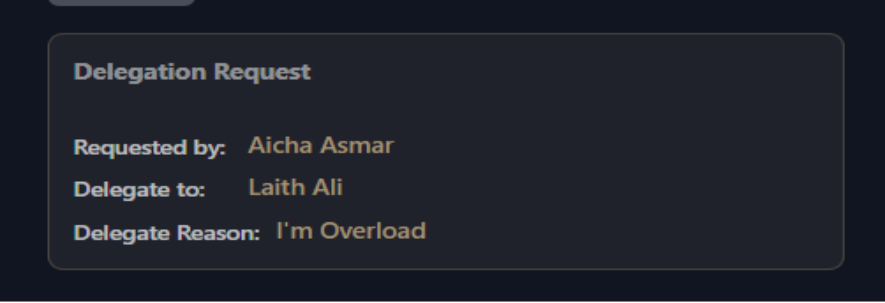 Delegation Request
Requested by: Aicha Asmar
Delegate to: Laith Ali
Delegate Reason: I'm Overload